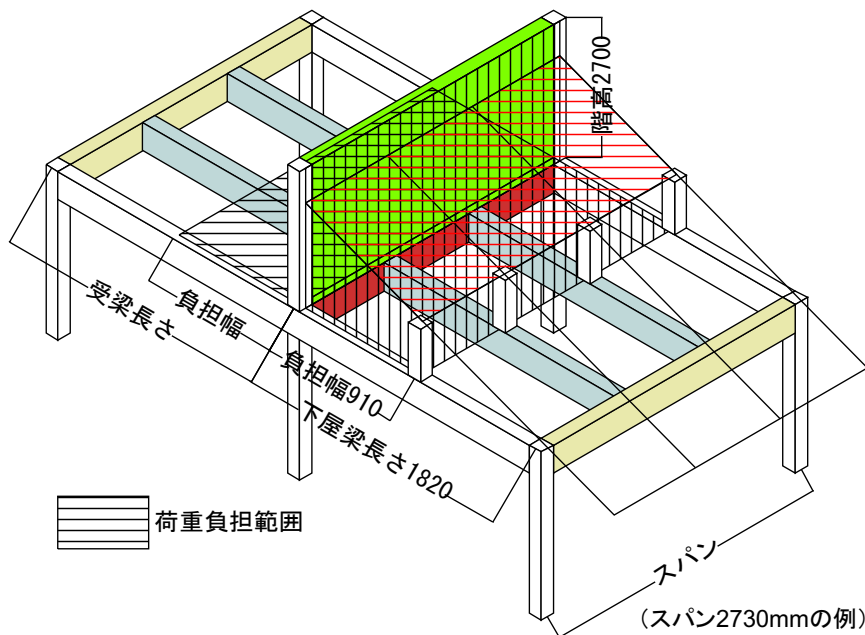 階高2700
負担幅
受梁長さ
負担幅910
下屋梁長さ1820
荷重負担範囲
スパン
(スパン2730mmの例)